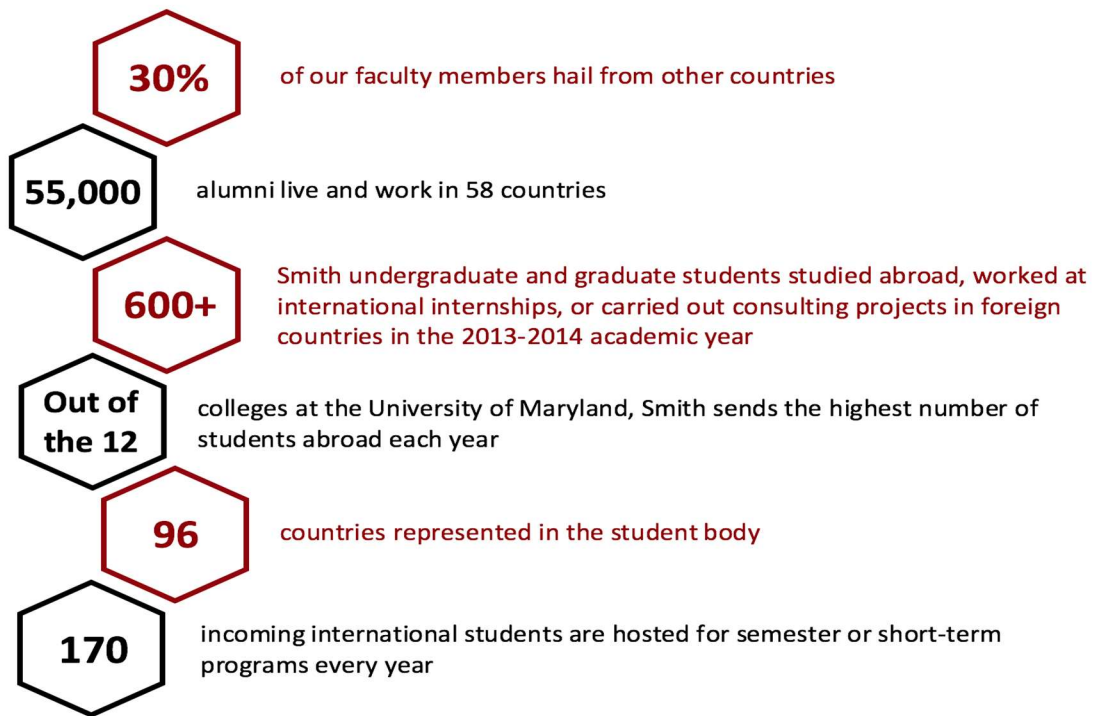 30%
of our faculty members hail from other countries
55,000
alumni live and work in 58 countries
600+
Smith undergraduate and graduate students studied abroad, worked at
international internships, or carried out consulting projects in foreign
countries in the 2013-2014 academic year
Out of
the 12
colleges at the University of Maryland, Smith sends the highest number of
students abroad each year
96
countries represented in the student body
170
incoming international students are hosted for semester or short-term
programs every year